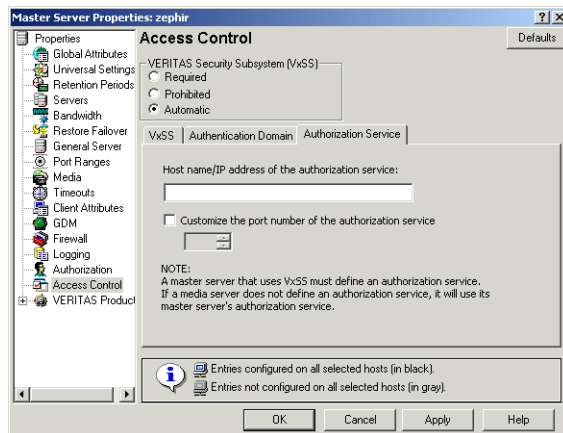 Master Server Properties: zephir
Properties
Global Attributes
Universal Settings
Retention Periods
Servers
Bandwidth
Restore Failover
General Server
Port Ranges
Media
Timeouts
Client Attributes
GDM
Firewall
Logging
Authorization
Access Control
VERITAS Product
Access Control
Defaults
VERITAS Security Subsystem (VxSS)
Required
Prohibited
Automatic
VxSS
Authentication Domain
Authorization Service
Host name/IP address of the authorization service:
Customize the port number of the authorization service
NOTE:
A master server that uses VxSS must define an authorization service.
If a media server does not define an authorization service, it will use its
master server's authorization service.
Entries configured on all selected hosts (in black).
Entries not configured on all selected hosts (in gray).
OK
Cancel
Apply
Help